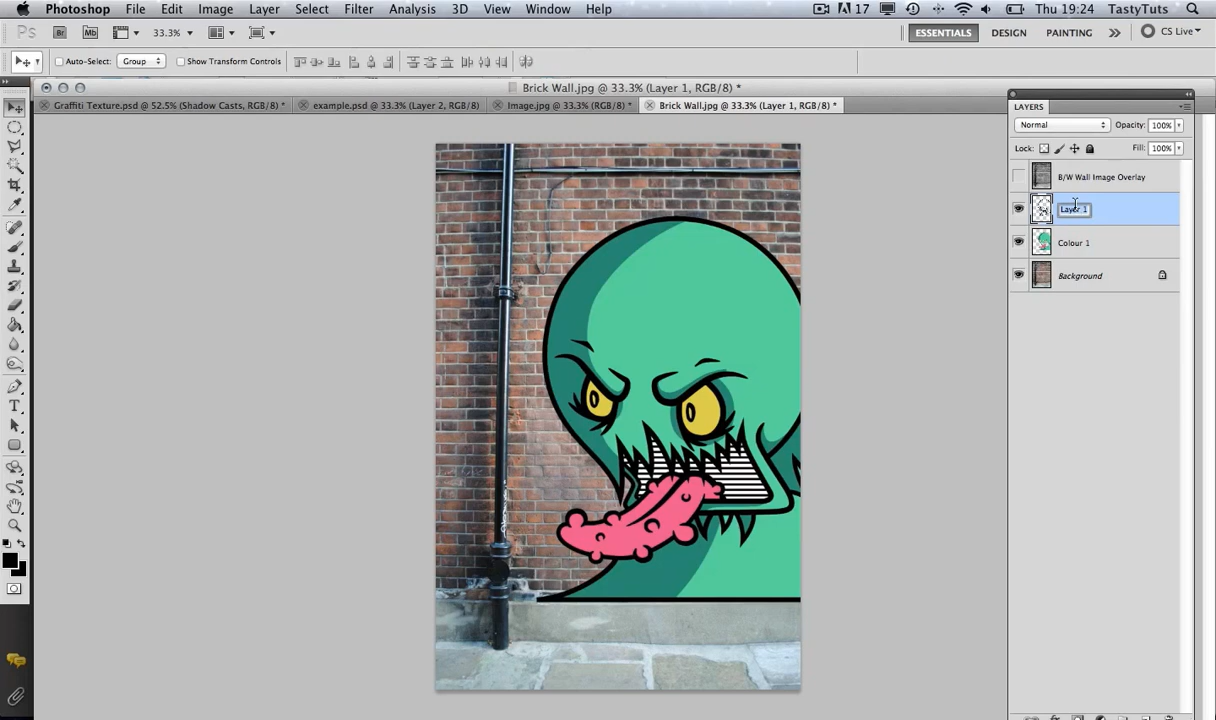 Photoshop File Edit Image Layer Select Filter Analysis 3D View Window Help 17 Thu 19:24 TastyTuts
Ps Br Mb 33.3% ESSENTIALS DESIGN PAINTING CS Live
Auto-Select: Group Show Transform Controls
Brick Wall.jpg @ 33.3% (Layer 1, RGB/8) *
Graffiti Texture.psd @ 52.5% (Shadow Casts, RGB/8) * example.psd @ 33.3% (Layer 2, RGB/8) Image.jpg @ 33.3% (RGB/8) * Brick Wall.jpg @ 33.3% (Layer 1, RGB/8) *
LAYERS
Normal Opacity: 100%
Lock: Fill: 100%
B/W Wall Image Overlay
Layer 1
Colour 1
Background